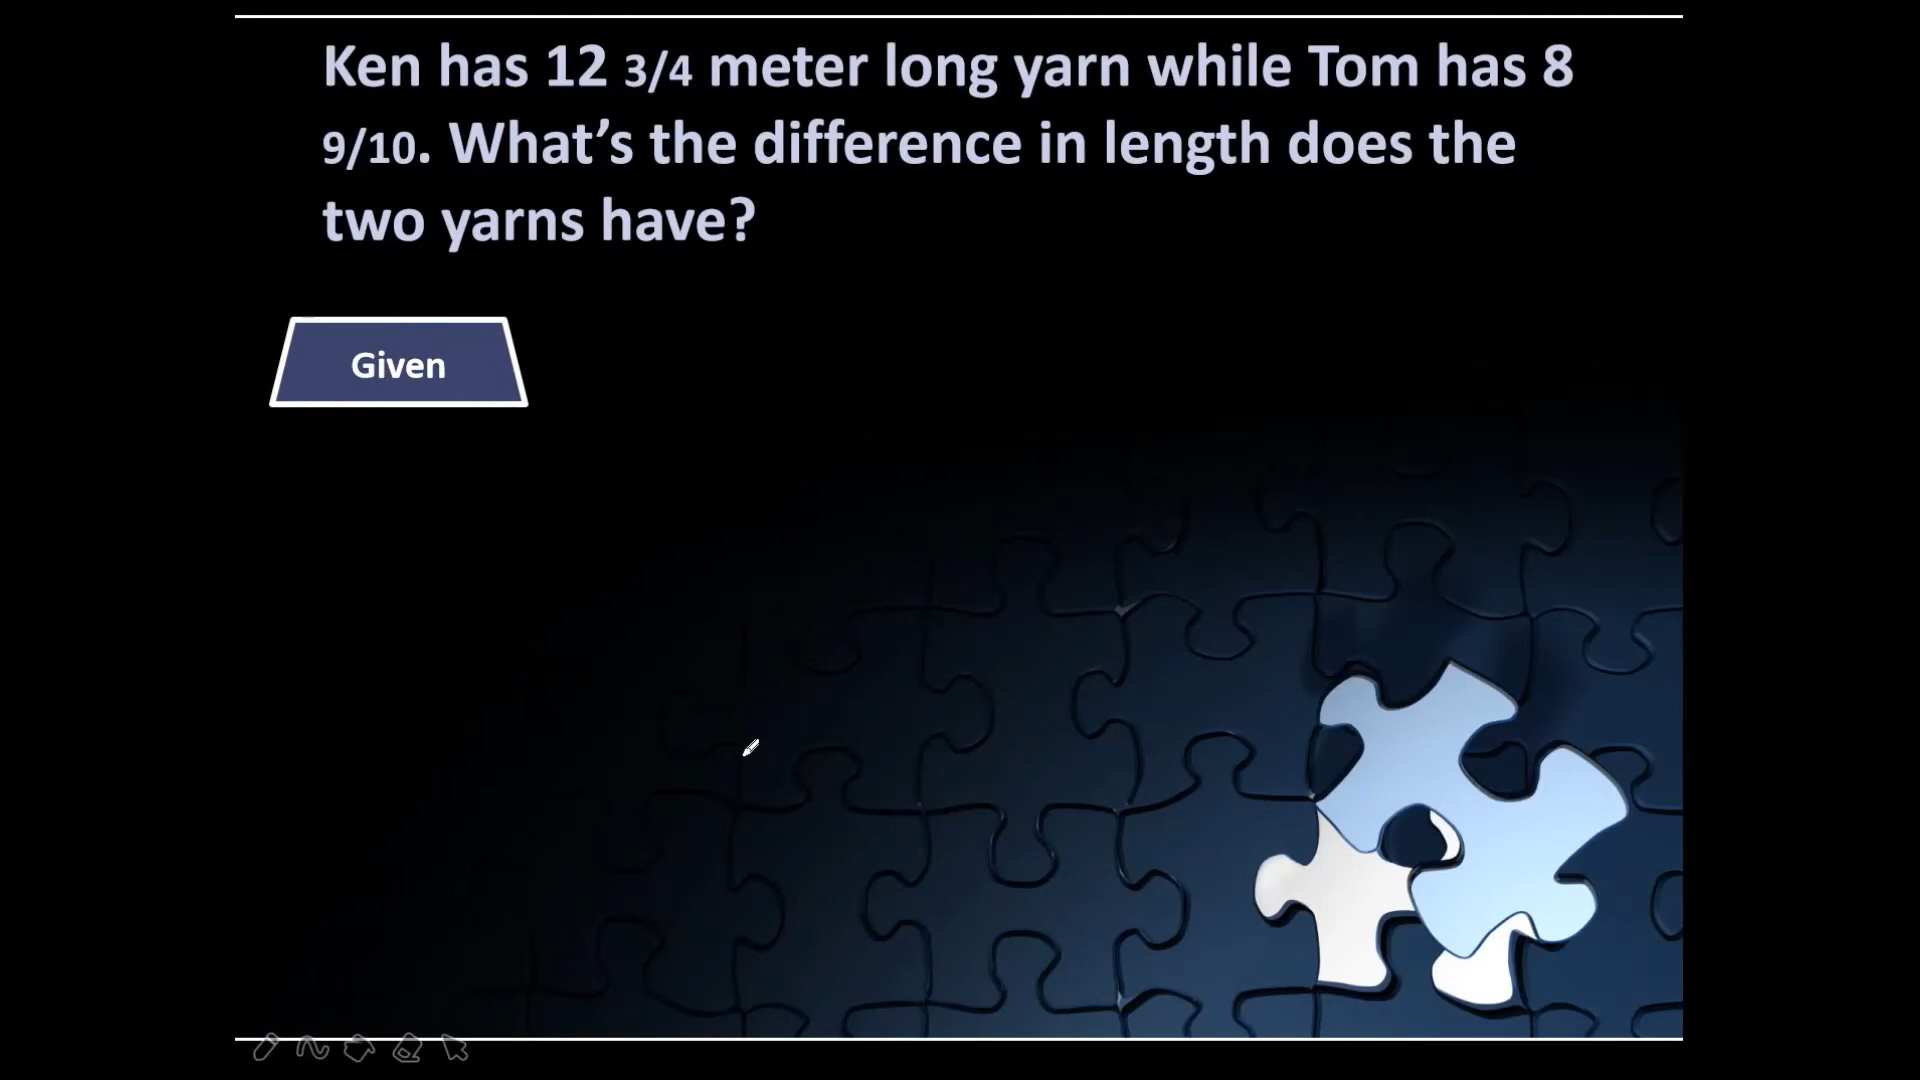 Ken has 12 3/4 meter long yarn while Tom has 8
9/10. What’s the difference in length does the
two yarns have?
Given